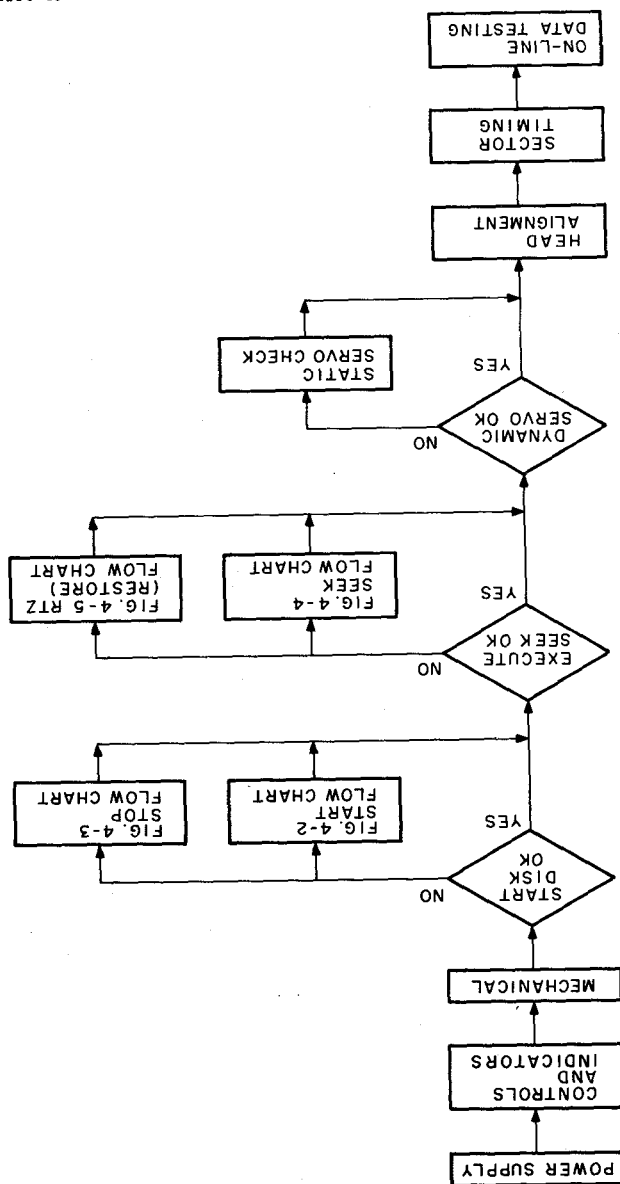 POWER SUPPLY
CONTROLS
AND
INDICATORS
MECHANICAL
START
DISK
OK
NO
YES
FIG. 4-2
START
FLOW CHART
FIG. 4-3
STOP
FLOW CHART
EXECUTE
SEEK OK
NO
YES
FIG. 4-4
SEEK
FLOW CHART
FIG. 4-5 RTZ
(RESTORE)
FLOW CHART
DYNAMIC
SERVO OK
NO
YES
STATIC
SERVO CHECK
HEAD
ALIGNMENT
SECTOR
TIMING
ON-LINE
DATA TESTING